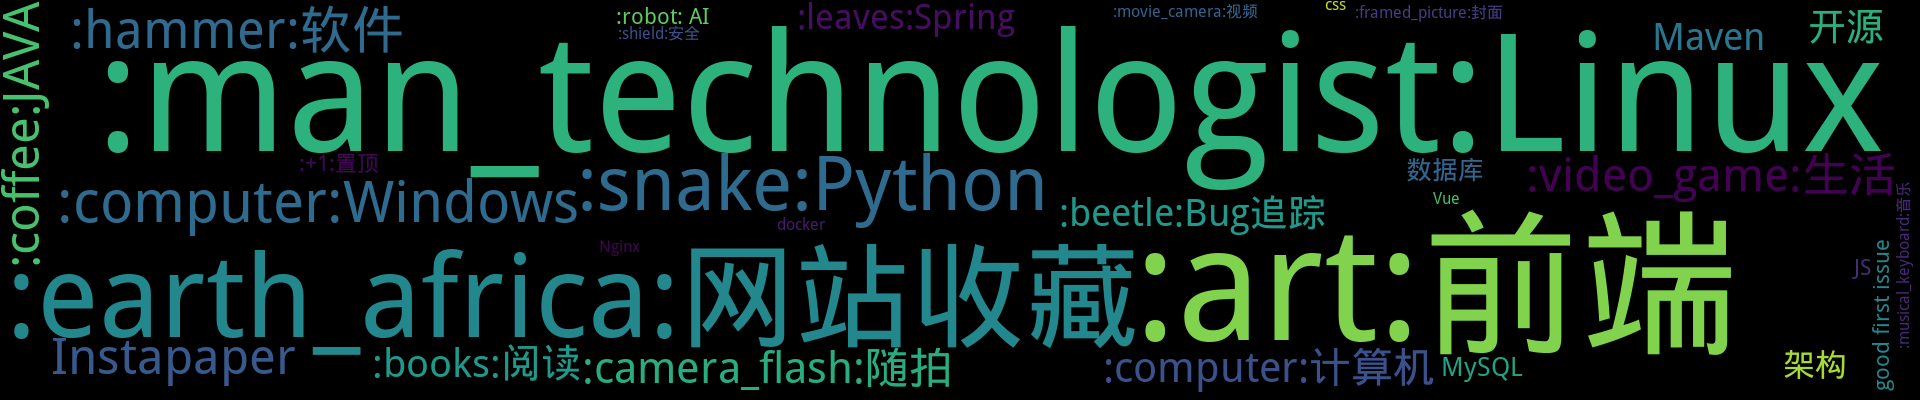 :hammer:软件
:robot: AI
:shield:安全
:leaves:Spring
:movie_camera:视频
css
:framed_picture:封面
Maven
开源
:coffee:JAVA
:man_technologist:Linux
:+1:置顶
:computer:Windows
:snake:Python
数据库
:video_game:生活
Vue
:beetle:Bug追踪
docker
Nginx
:earth_africa:网站收藏
:art:前端
JS
good first issue
:musical_keyboard:音乐
Instapaper
:books:阅读
:camera_flash:随拍
:computer:计算机
MySQL
架构